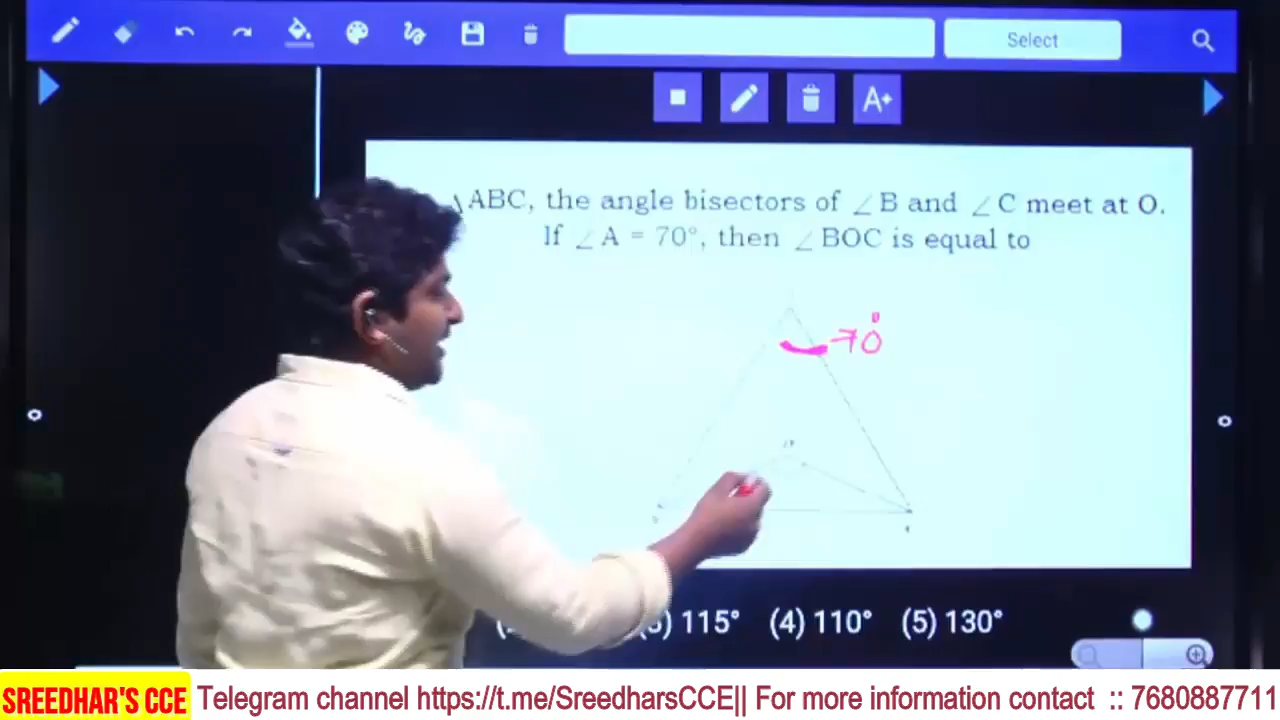 Select
A+
ABC, the angle bisectors of ∠B and ∠C meet at O.
If ∠A = 70°, then ∠BOC is equal to
70°
115° (4) 110° (5) 130°
SREEDHAR'S CCE Telegram channel https://t.me/SreedharsCCE|| For more information contact :: 7680887711